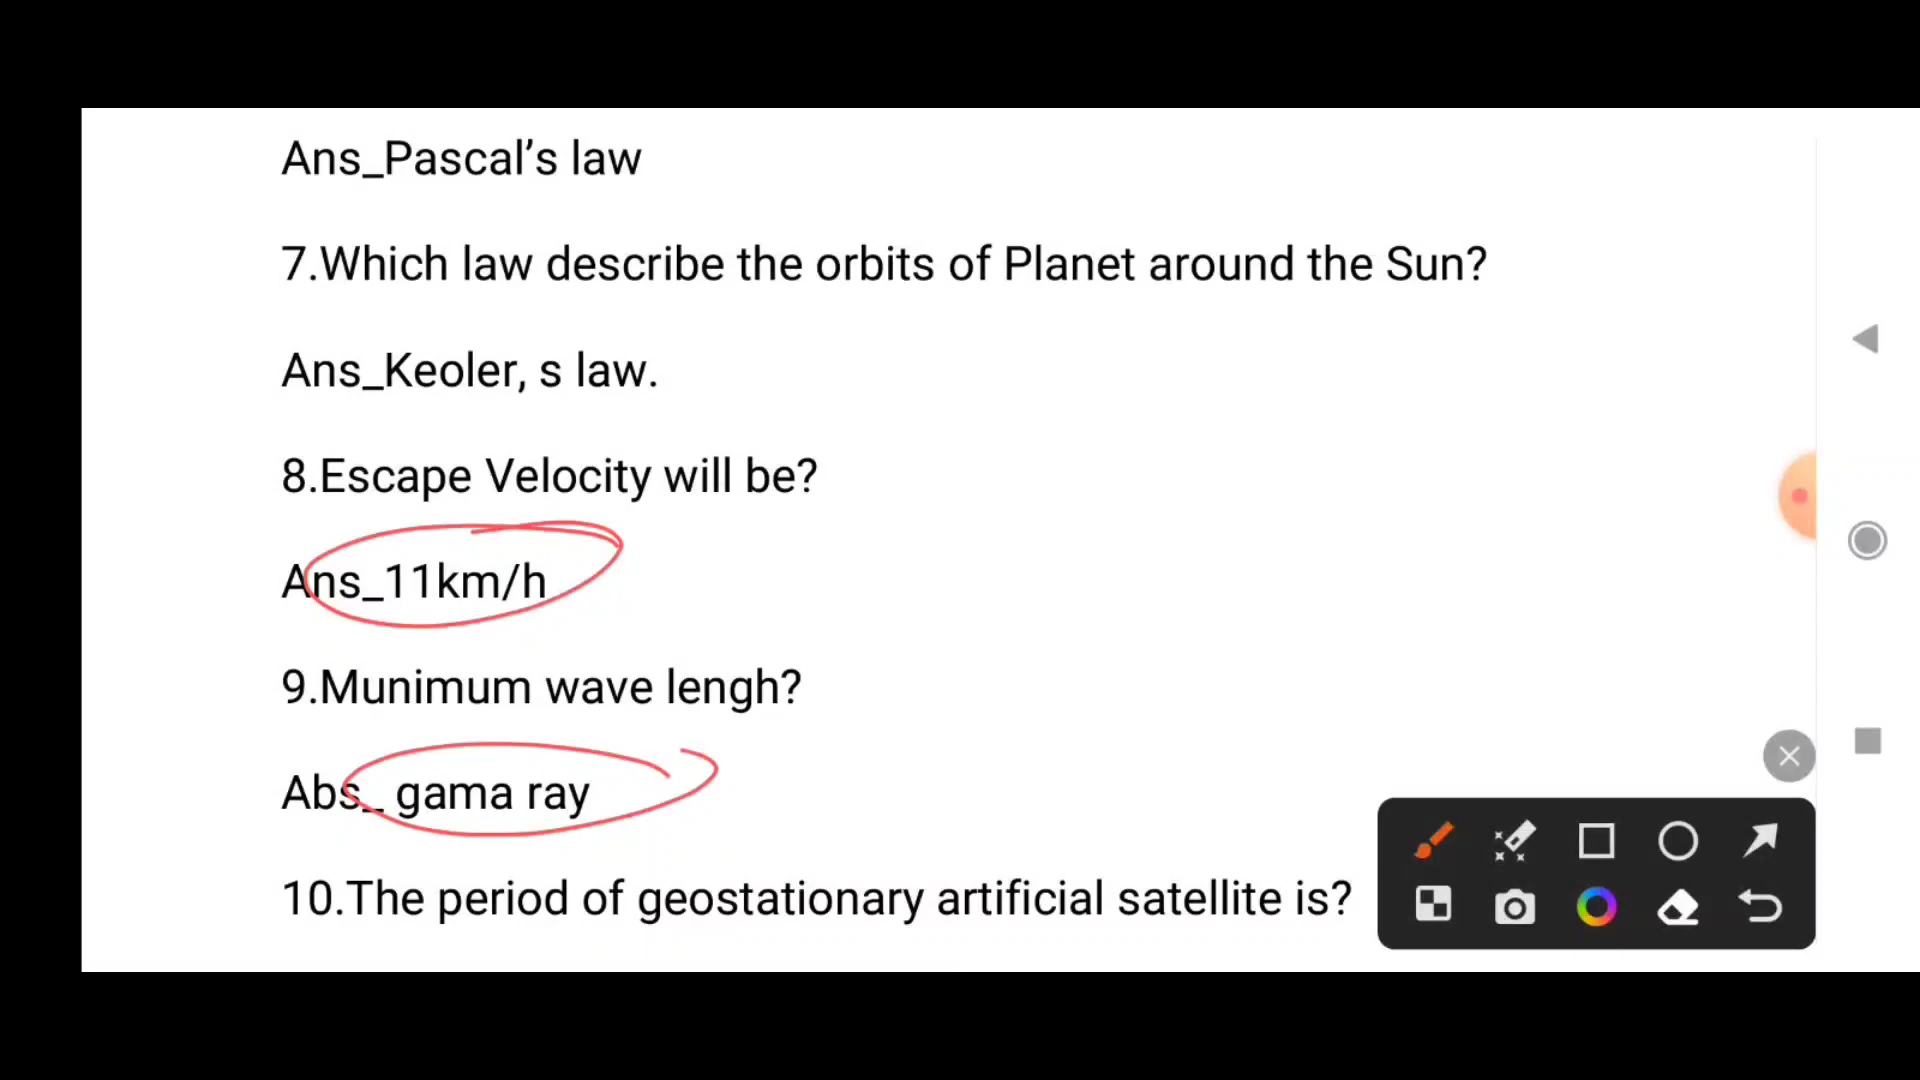 Ans_Pascal’s law
7.Which law describe the orbits of Planet around the Sun?
Ans_Keoler, s law.
8.Escape Velocity will be?
Ans_11km/h
9.Munimum wave lengh?
Abs_ gama ray
10.The period of geostationary artificial satellite is?